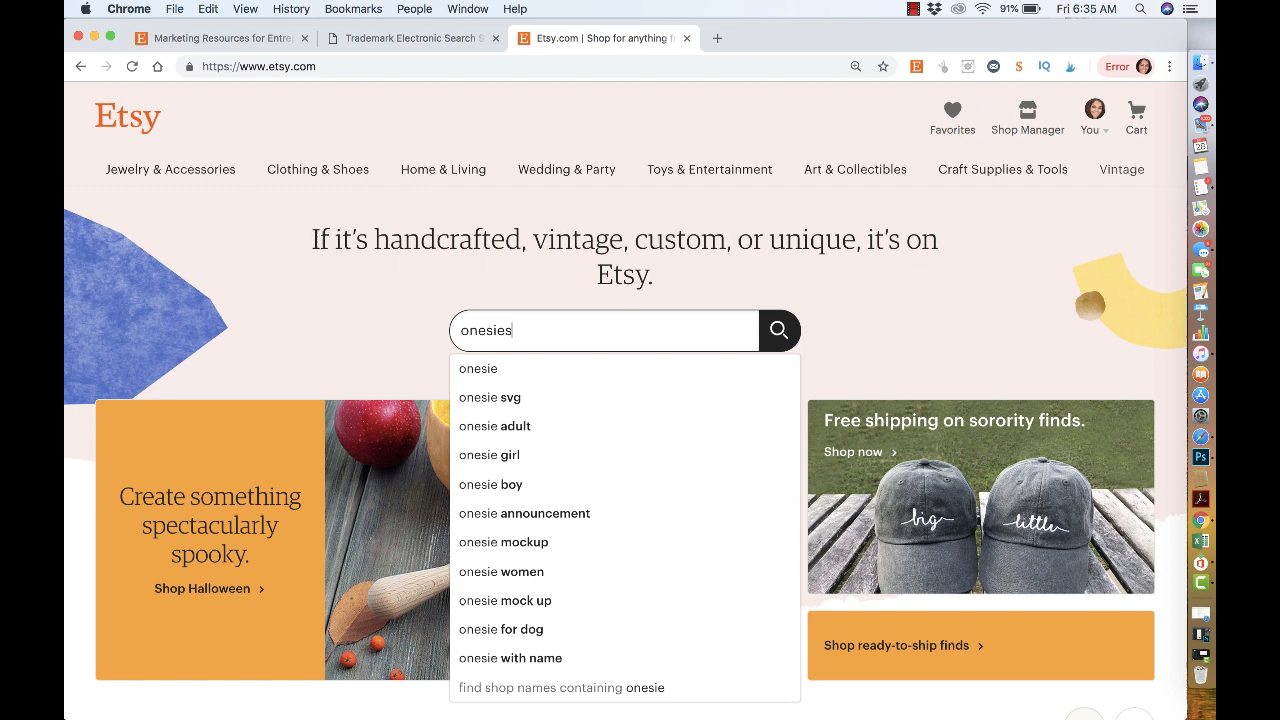 Chrome File Edit View History Bookmarks People Window Help 91% Fri 6:35 AM
Marketing Resources for Entre Trademark Electronic Search S Etsy.com | Shop for anything fr
https://www.etsy.com Error
Etsy
Favorites Shop Manager You Cart
Jewelry & Accessories Clothing & Shoes Home & Living Wedding & Party Toys & Entertainment Art & Collectibles Craft Supplies & Tools Vintage
If it's handcrafted, vintage, custom, or unique, it's on
Etsy.
onesies
onesie
onesie svg
onesie adult
onesie girl
onesie boy
onesie announcement
onesie mockup
onesie women
onesie mock up
onesie for dog
onesie with name
find shop names containing onesie
Create something
spectacularly
spooky.
Shop Halloween
Free shipping on sorority finds.
Shop now
big little
Shop ready-to-ship finds
28
Ps